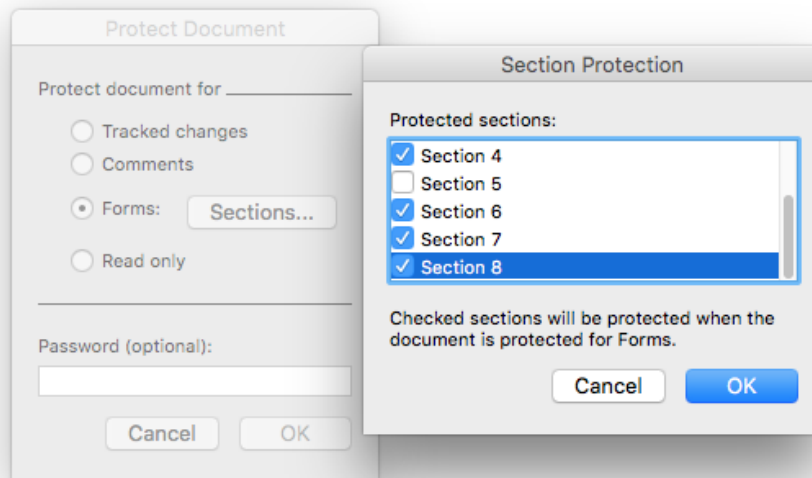 Protect Document
Protect document for
Tracked changes
Comments
Forms:
Sections...
Read only
Password (optional):
Cancel
OK
Section Protection
Protected sections:
Section 4
Section 5
Section 6
Section 7
Section 8
Checked sections will be protected when the
document is protected for Forms.
Cancel
OK